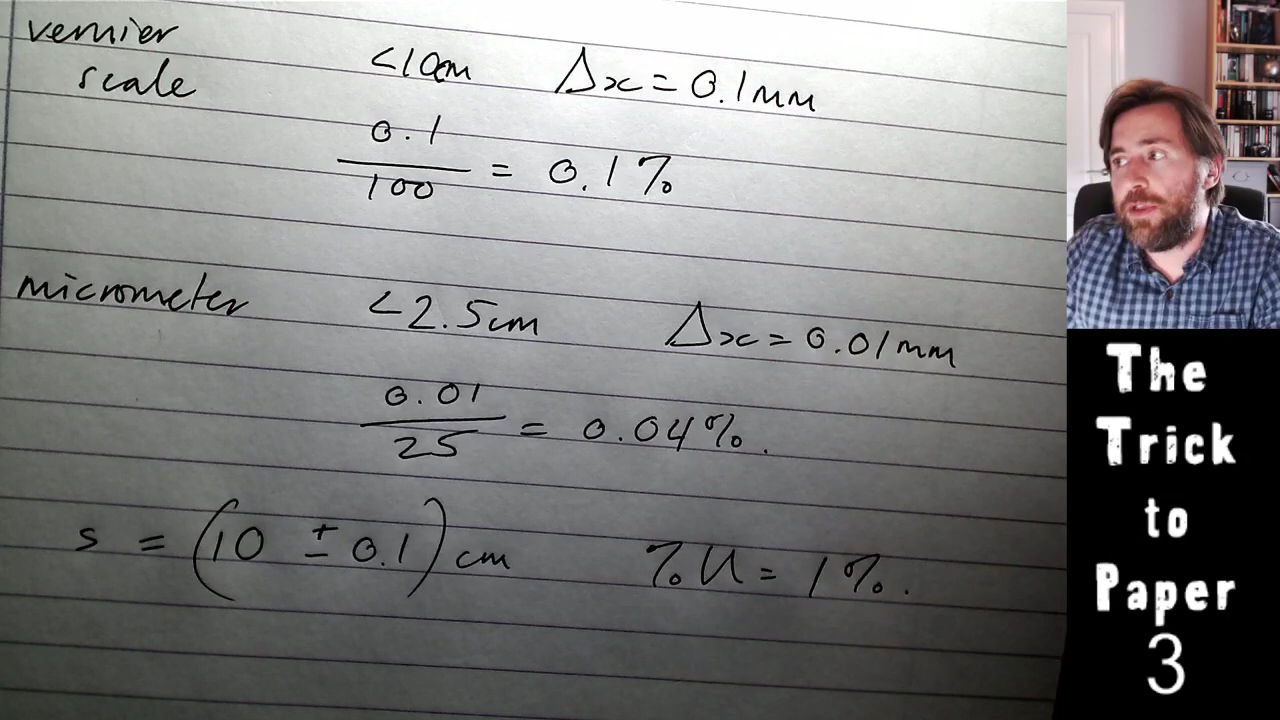 vernier
scale
<10cm Δx = 0.1mm
0.1
100
= 0.1%
micrometer <2.5cm Δx = 0.01mm
0.01
25
= 0.04%.
s = (10 ± 0.1) cm %U = 1%.
The
Trick
to
Paper
3